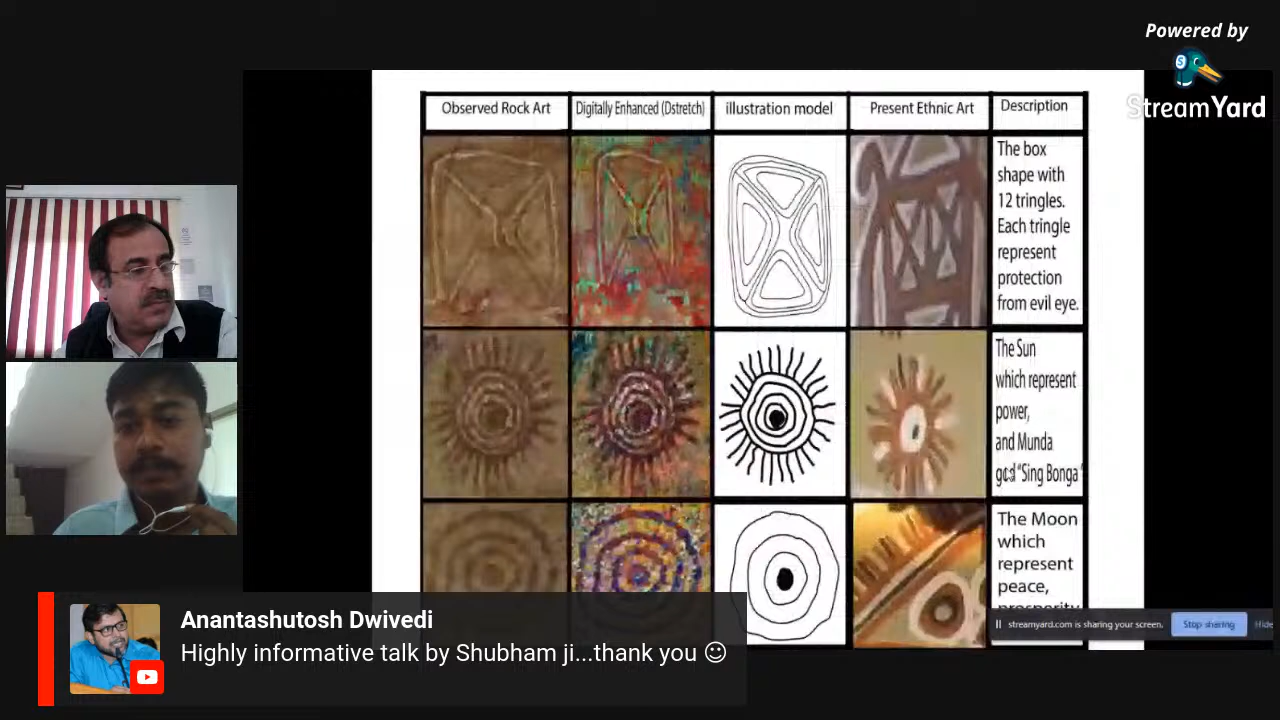 Powered by
StreamYard
Observed Rock Art
Digitally Enhanced (Dstretch)
illustration model
Present Ethnic Art
Description
The box
shape with
12 tringles.
Each tringle
represent
protection
from evil eye.
The Sun
which represent
power,
and Munda
god "Sing Bonga"
The Moon
which
represent
peace,
prosperity
streamyard.com is sharing your screen.
Stop sharing
Hide
Anantashutosh Dwivedi
Highly informative talk by Shubham ji...thank you ☺